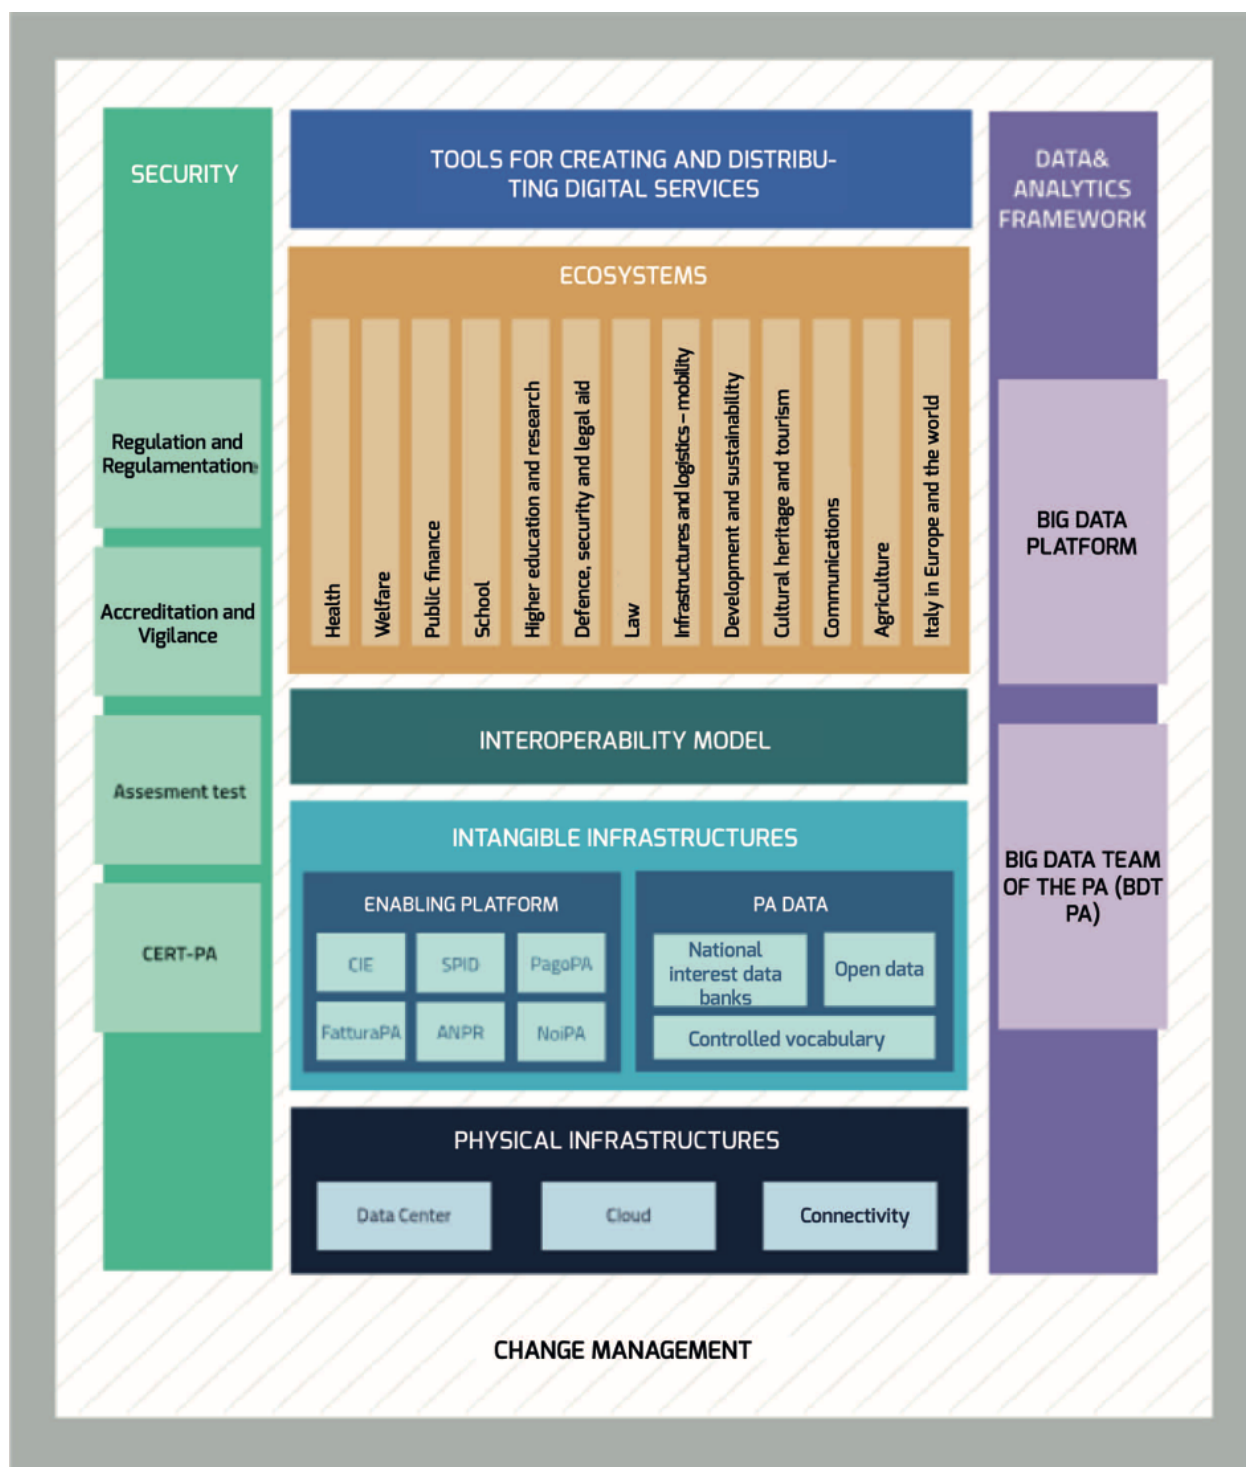 SECURITY
Regulation and
Regulamentatione
Accreditation and
Vigilance
Assesment test
CERT-PA
TOOLS FOR CREATING AND DISTRIBU-
TING DIGITAL SERVICES
ECOSYSTEMS
Health
Welfare
Public finance
School
Higher education and research
Defence, security and legal aid
Law
Infrastructures and logistics – mobility
Development and sustainability
Cultural heritage and tourism
Communications
Agriculture
Italy in Europe and the world
INTEROPERABILITY MODEL
INTANGIBLE INFRASTRUCTURES
ENABLING PLATFORM
CIE
SPID
PagoPA
FatturaPA
ANPR
NoiPA
PA DATA
National
interest data
banks
Open data
Controlled vocabulary
PHYSICAL INFRASTRUCTURES
Data Center
Cloud
Connectivity
DATA&
ANALYTICS
FRAMEWORK
BIG DATA
PLATFORM
BIG DATA TEAM
OF THE PA (BDT
PA)
CHANGE MANAGEMENT